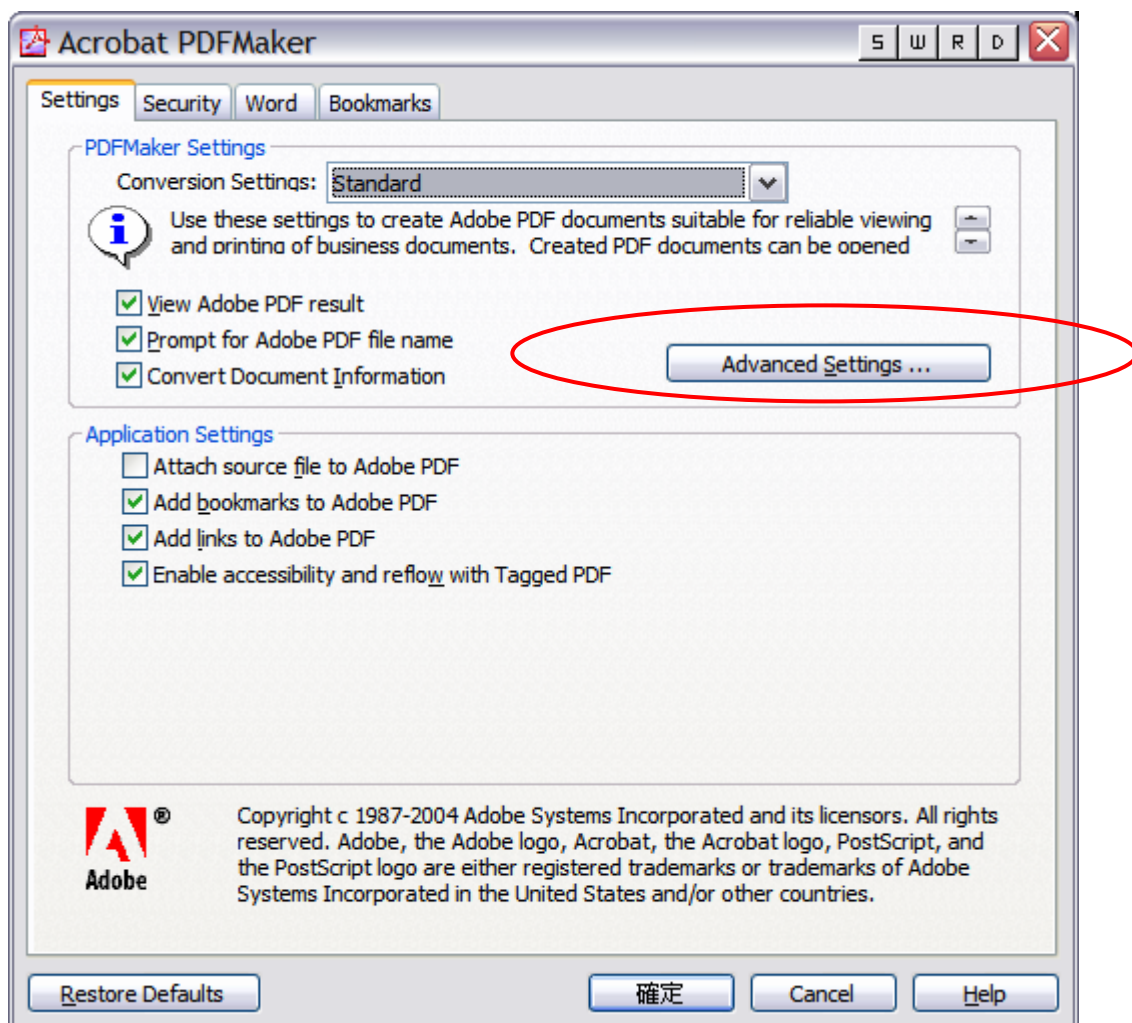 Acrobat PDFMaker
S W R D
Settings Security Word Bookmarks
PDFMaker Settings
Conversion Settings: Standard
Use these settings to create Adobe PDF documents suitable for reliable viewing
and printing of business documents. Created PDF documents can be opened
View Adobe PDF result
Prompt for Adobe PDF file name
Convert Document Information
Advanced Settings ...
Application Settings
Attach source file to Adobe PDF
Add bookmarks to Adobe PDF
Add links to Adobe PDF
Enable accessibility and reflow with Tagged PDF
Adobe
®
Copyright c 1987-2004 Adobe Systems Incorporated and its licensors. All rights
reserved. Adobe, the Adobe logo, Acrobat, the Acrobat logo, PostScript, and
the PostScript logo are either registered trademarks or trademarks of Adobe
Systems Incorporated in the United States and/or other countries.
Restore Defaults 確定 Cancel Help